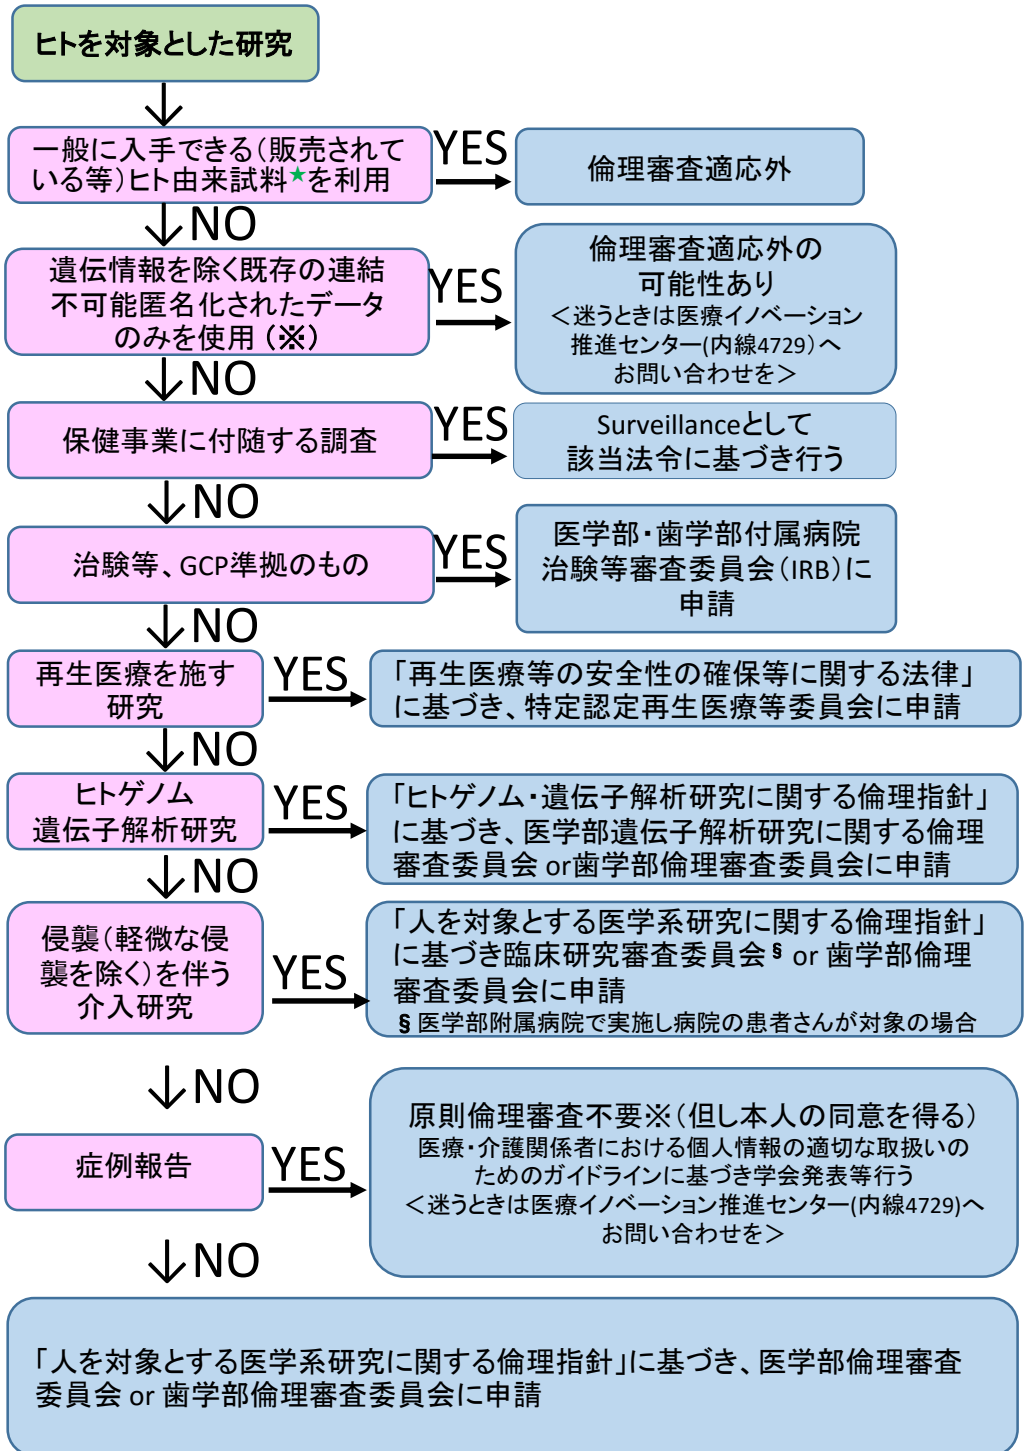 ヒトを対象とした研究
一般に入手できる(販売されて
いる等)ヒト由来試料★を利用
YES
倫理審査適応外
NO
遺伝情報を除く既存の連結
不可能匿名化されたデータ
のみを使用(※)
YES
倫理審査適応外の
可能性あり
<迷うときは医療イノベーション
推進センター(内線4729)へ
お問い合わせを>
NO
保健事業に付随する調査
YES
Surveillanceとして
該当法令に基づき行う
NO
治験等、GCP準拠のもの
YES
医学部・歯学部付属病院
治験等審査委員会(IRB)に
申請
NO
再生医療を施す
研究
YES
「再生医療等の安全性の確保等に関する法律」
に基づき、特定認定再生医療等委員会に申請
NO
ヒトゲノム
遺伝子解析研究
YES
「ヒトゲノム・遺伝子解析研究に関する倫理指針」
に基づき、医学部遺伝子解析研究に関する倫理
審査委員会 or歯学部倫理審査委員会に申請
NO
侵襲(軽微な侵
襲を除く)を伴う
介入研究
YES
「人を対象とする医学系研究に関する倫理指針」
に基づき臨床研究審査委員会§ or 歯学部倫理
審査委員会に申請
§医学部附属病院で実施し病院の患者さんが対象の場合
NO
症例報告
YES
原則倫理審査不要※(但し本人の同意を得る)
医療・介護関係者における個人情報の適切な取扱いの
ためのガイドラインに基づき学会発表等行う
<迷うときは医療イノベーション推進センター(内線4729)へ
お問い合わせを>
NO
「人を対象とする医学系研究に関する倫理指針」に基づき、医学部倫理審査
委員会 or 歯学部倫理審査委員会に申請